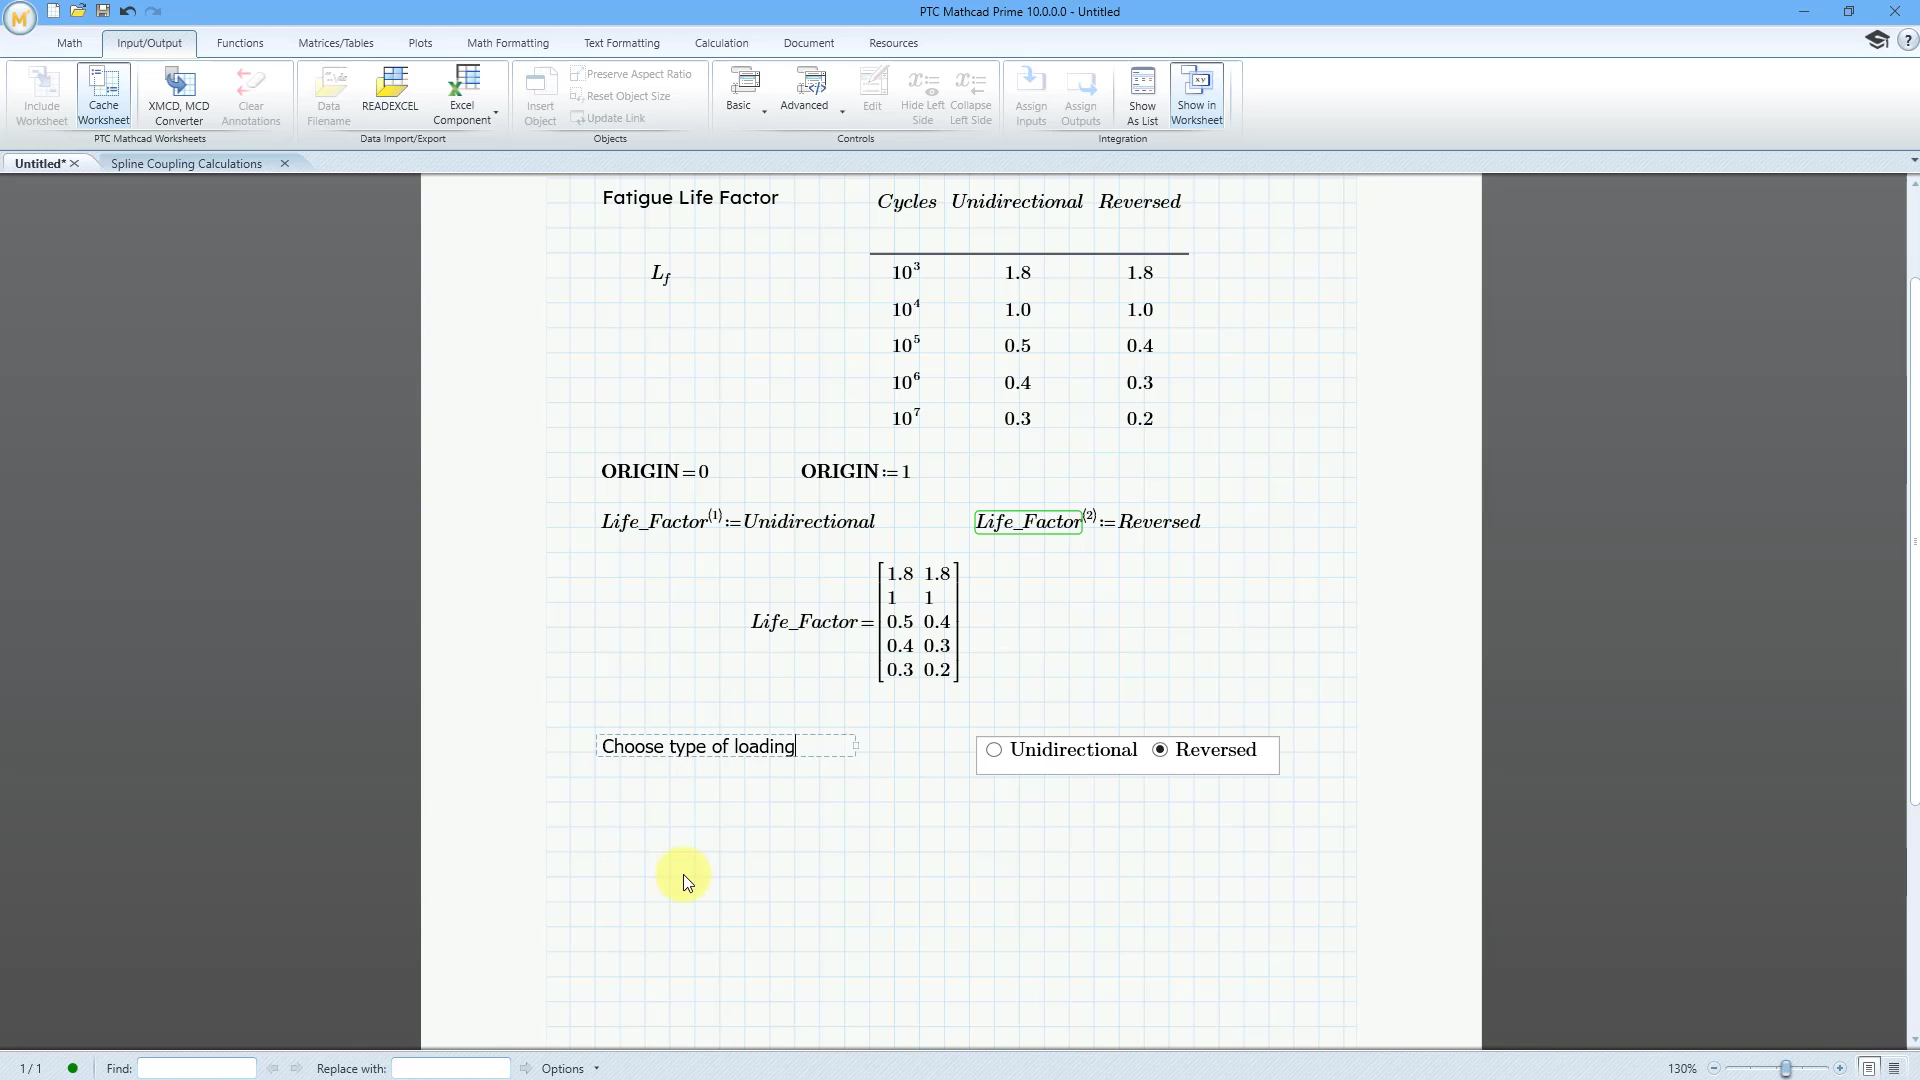 PTC Mathcad Prime 10.0.0.0 - Untitled
Math Input/Output Functions Matrices/Tables Plots Math Formatting Text Formatting Calculation Document Resources
Include Worksheet
Cache Worksheet
XMCD, MCD Converter
Clear Annotations
PTC Mathcad Worksheets
Data Filename
READEXCEL
Excel Component
Data Import/Export
Insert Object
Preserve Aspect Ratio
Reset Object Size
Update Link
Objects
Basic
Advanced
Edit
Hide Left Side
Collapse Left Side
Controls
Assign Inputs
Assign Outputs
Show As List
Show in Worksheet
Integration
Untitled* Spline Coupling Calculations
Fatigue Life Factor
Cycles Unidirectional Reversed
L_f 10^3 1.8 1.8
10^4 1.0 1.0
10^5 0.5 0.4
10^6 0.4 0.3
10^7 0.3 0.2
ORIGIN=0 ORIGIN:=1
Life_Factor^⟨1⟩:=Unidirectional Life_Factor^⟨2⟩:=Reversed
1.8 1.8
1 1
Life_Factor= 0.5 0.4
0.4 0.3
0.3 0.2
Choose type of loading Unidirectional Reversed
1 / 1 Find: Replace with: Options 130%